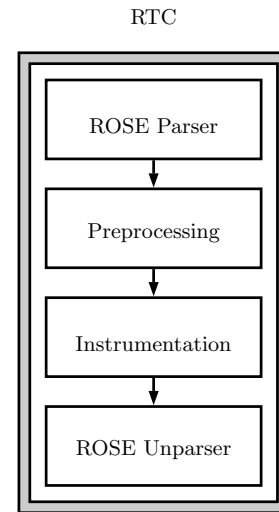 RTC
ROSE Parser
Preprocessing
Instrumentation
ROSE Unparser